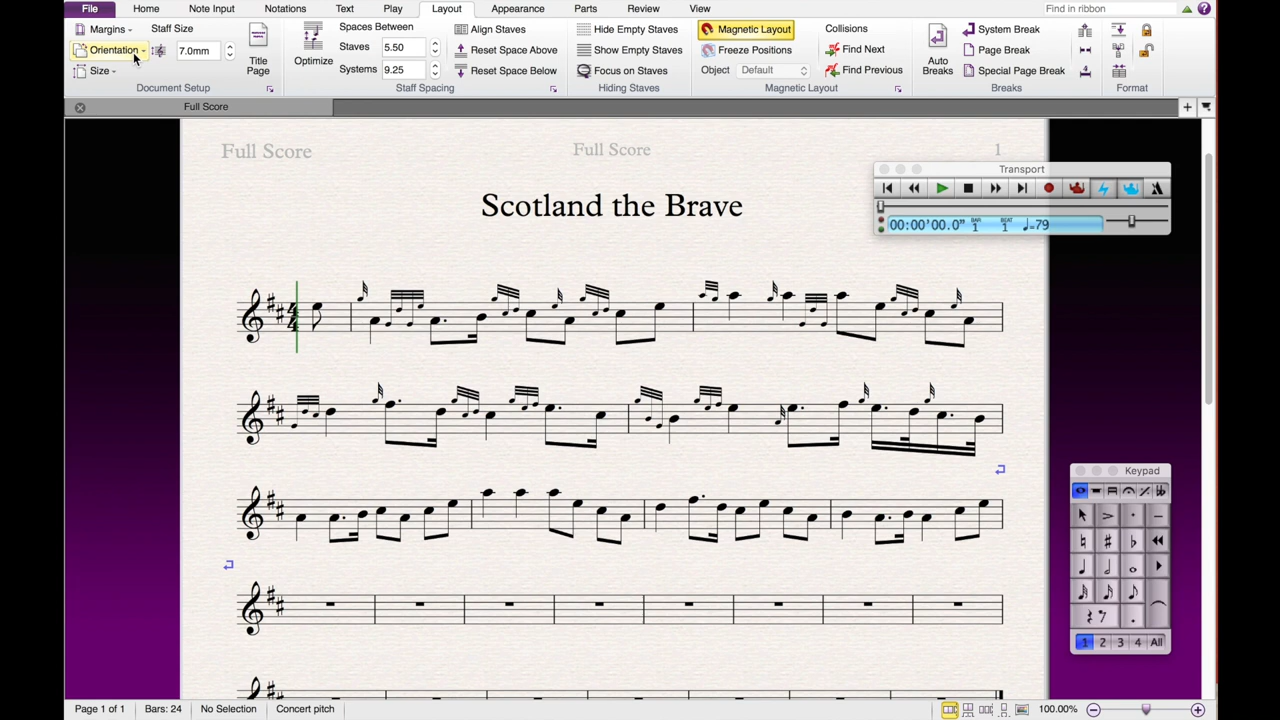 File Home Note Input Notations Text Play Layout Appearance Parts Review View Find in ribbon
Margins Staff Size Spaces Between Align Staves Hide Empty Staves Magnetic Layout Collisions System Break
Orientation 7.0mm Staves 5.50 Reset Space Above Show Empty Staves Freeze Positions Find Next Page Break
Size Title Page Optimize Systems 9.25 Reset Space Below Focus on Staves Object Default Find Previous Auto Breaks Special Page Break
Document Setup Staff Spacing Hiding Staves Magnetic Layout Breaks Format
Full Score
Full Score Full Score 1
Transport
Scotland the Brave
00:00'00.0" BAR 1 BEAT 1 =79
Keypad
1 2 3 4 All
Page 1 of 1 Bars: 24 No Selection Concert pitch 100.00%